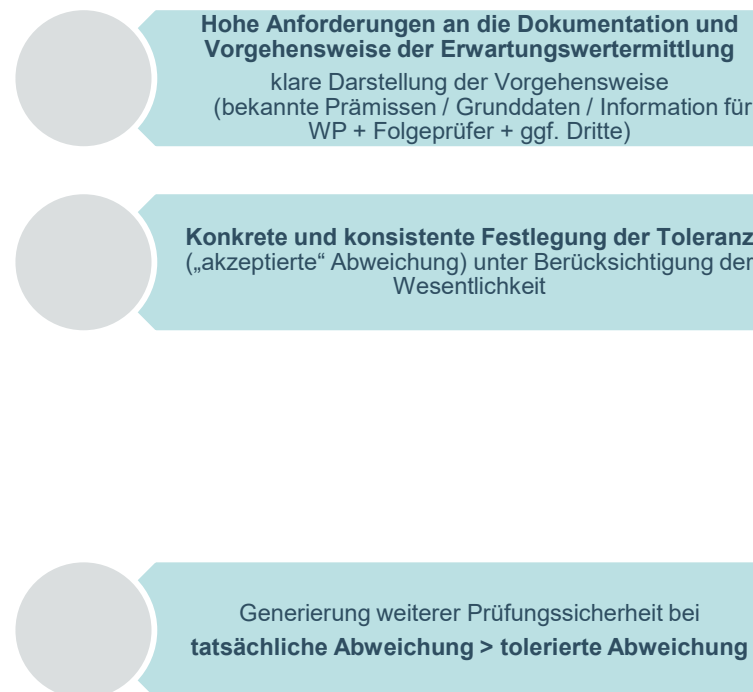 Hohe Anforderungen an die Dokumentation und
Vorgehensweise der Erwartungswertermittlung
klare Darstellung der Vorgehensweise
(bekannte Prämissen / Grunddaten / Information für
WP + Folgeprüfer + ggf. Dritte)
Konkrete und konsistente Festlegung der Toleranz
(„akzeptierte“ Abweichung) unter Berücksichtigung der
Wesentlichkeit
Generierung weiterer Prüfungssicherheit bei
tatsächliche Abweichung > tolerierte Abweichung